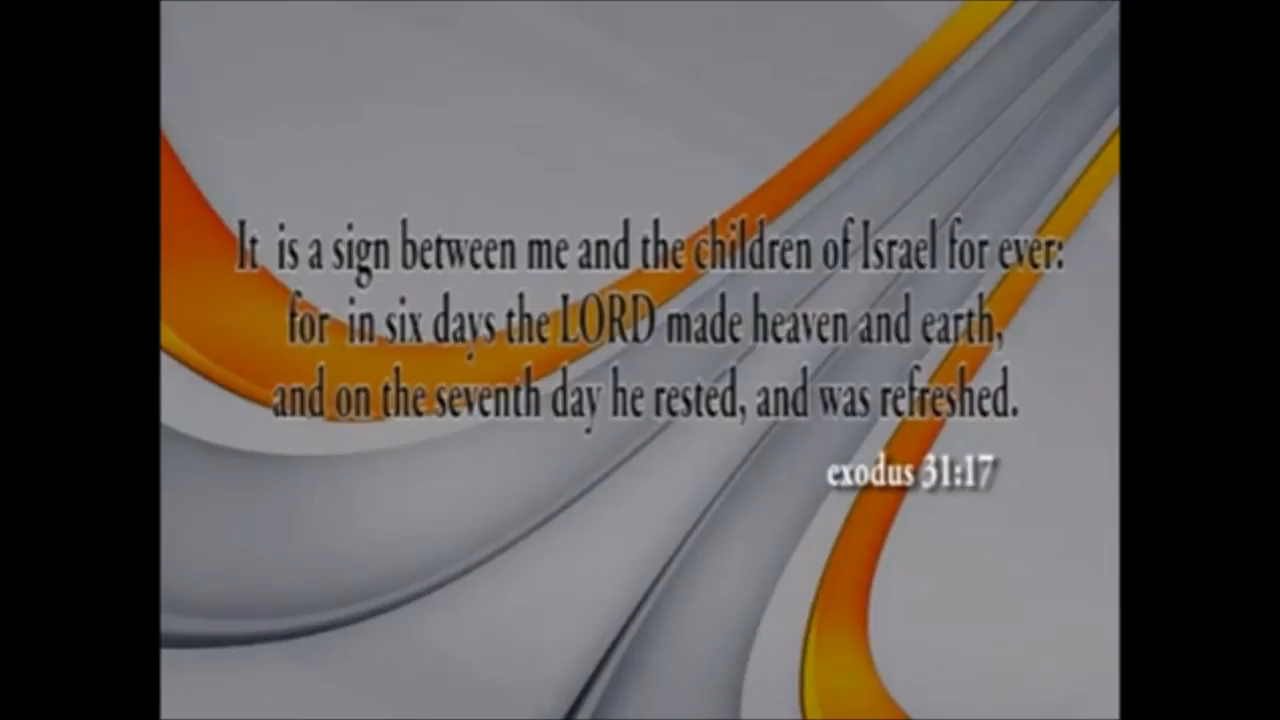 It is a sign between me and the children of Israel for ever:
for in six days the LORD made heaven and earth,
and on the seventh day he rested, and was refreshed.
exodus 31:17